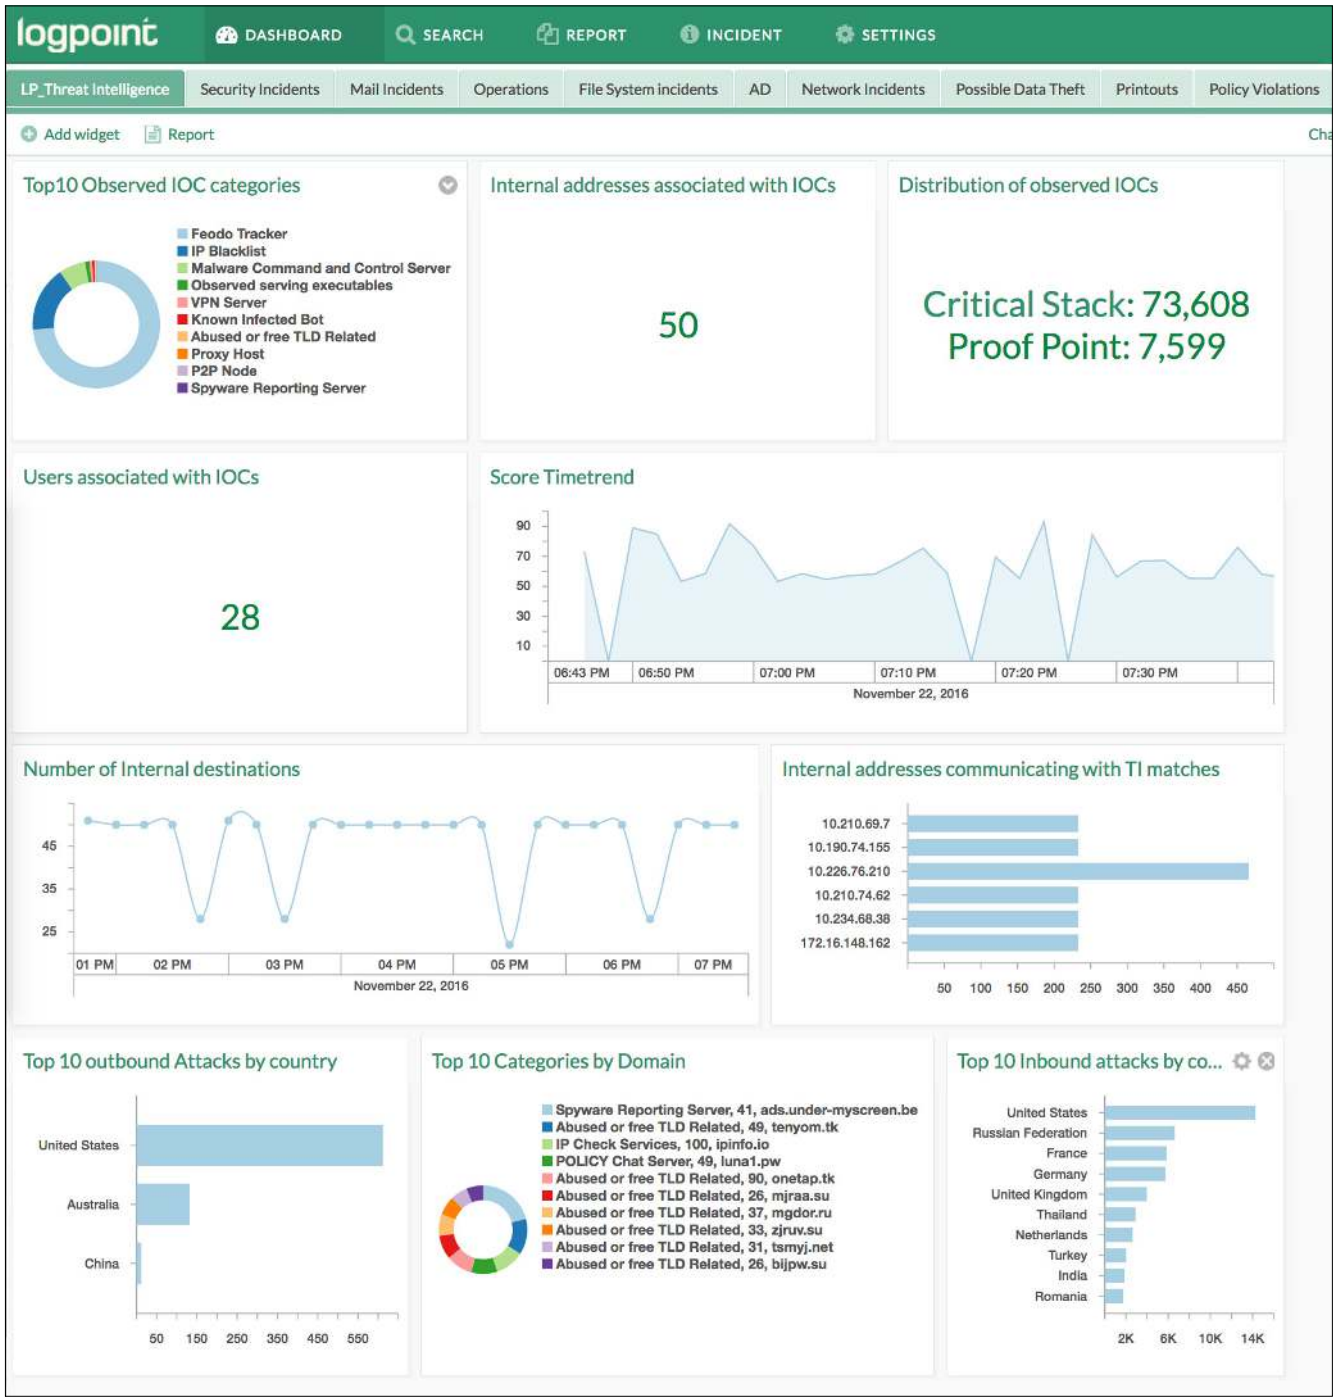 logpoint
DASHBOARD
SEARCH
REPORT
INCIDENT
SETTINGS
LP_Threat Intelligence
Security Incidents
Mail Incidents
Operations
File System incidents
AD
Network Incidents
Possible Data Theft
Printouts
Policy Violations
Add widget
Report
Cha
Top10 Observed IOC categories
Feodo Tracker
IP Blacklist
Malware Command and Control Server
Observed serving executables
VPN Server
Known Infected Bot
Abused or free TLD Related
Proxy Host
P2P Node
Spyware Reporting Server
Internal addresses associated with IOCs
50
Distribution of observed IOCs
Critical Stack: 73,608
Proof Point: 7,599
Users associated with IOCs
28
Score Timetrend
90
70
50
30
10
06:43 PM
06:50 PM
07:00 PM
07:10 PM
07:20 PM
07:30 PM
November 22, 2016
Number of Internal destinations
45
35
25
01 PM
02 PM
03 PM
04 PM
05 PM
06 PM
07 PM
November 22, 2016
Internal addresses communicating with TI matches
10.210.69.7
10.190.74.155
10.226.76.210
10.210.74.62
10.234.68.38
172.16.148.162
50 100 150 200 250 300 350 400 450
Top 10 outbound Attacks by country
United States
Australia
China
50 150 250 350 450 550
Top 10 Categories by Domain
Spyware Reporting Server, 41, ads.under-myscreen.be
Abused or free TLD Related, 49, tenyom.tk
IP Check Services, 100, ipinfo.io
POLICY Chat Server, 49, luna1.pw
Abused or free TLD Related, 90, onetap.tk
Abused or free TLD Related, 26, mjraa.su
Abused or free TLD Related, 37, mgdor.ru
Abused or free TLD Related, 33, zjruv.su
Abused or free TLD Related, 31, tsmyj.net
Abused or free TLD Related, 26, bijpw.su
Top 10 Inbound attacks by co...
United States
Russian Federation
France
Germany
United Kingdom
Thailand
Netherlands
Turkey
India
Romania
2K 6K 10K 14K